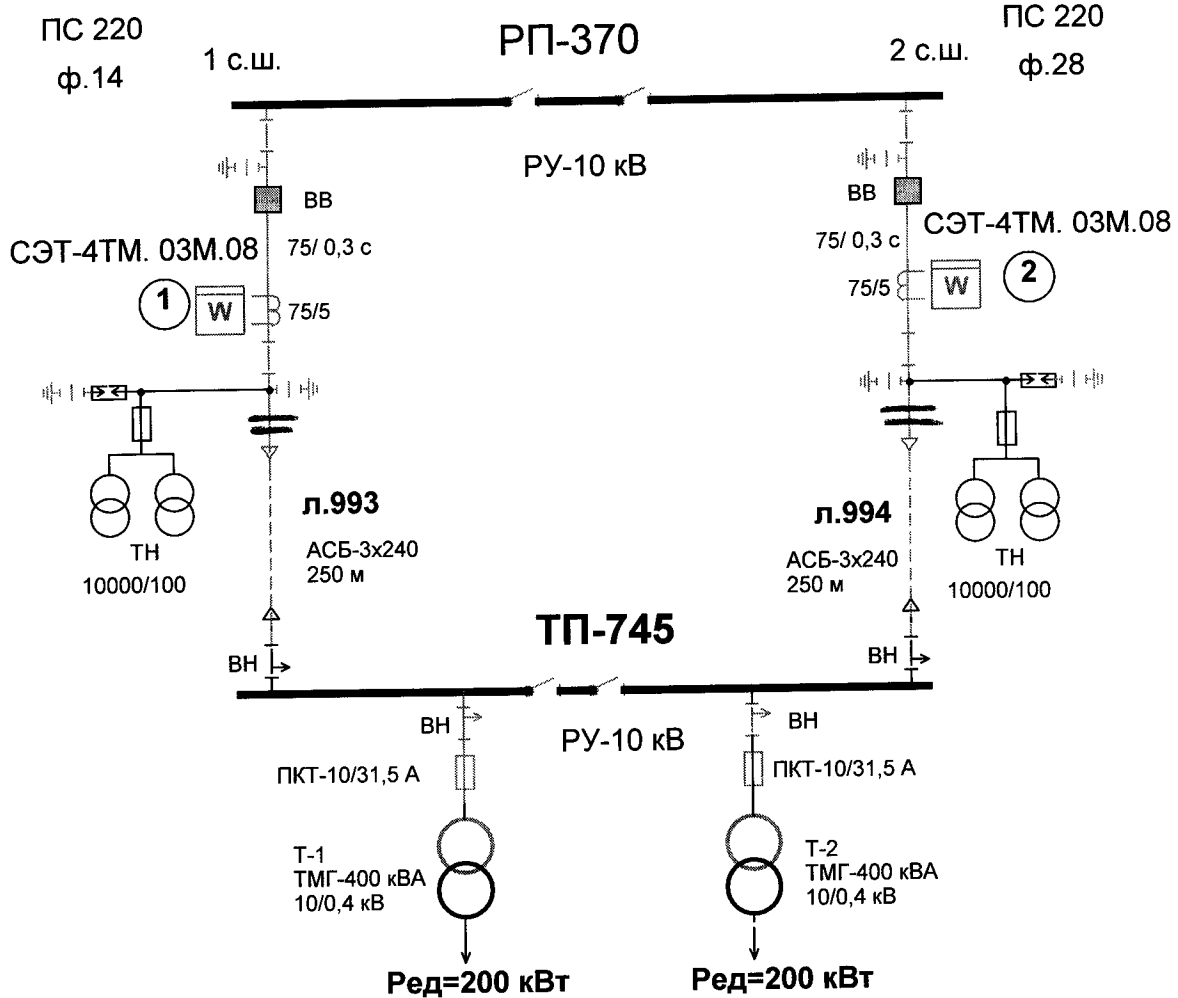 ПС 220
ф.14
1 с.ш.
РП-370
2 с.ш.
ПС 220
ф.28
РУ-10 кВ
ВВ
ВВ
СЭТ-4ТМ. 03М.08
75/ 0,3 с
75/ 0,3 с
СЭТ-4ТМ. 03М.08
1
W
75/5
75/5
W
2
л.993
АСБ-3х240
250 м
л.994
АСБ-3х240
250 м
ТН
10000/100
ТН
10000/100
ТП-745
ВН
ВН
ВН
РУ-10 кВ
ВН
ПКТ-10/31,5 А
ПКТ-10/31,5 А
Т-1
ТМГ-400 кВА
10/0,4 кВ
Т-2
ТМГ-400 кВА
10/0,4 кВ
Ред=200 кВт
Ред=200 кВт